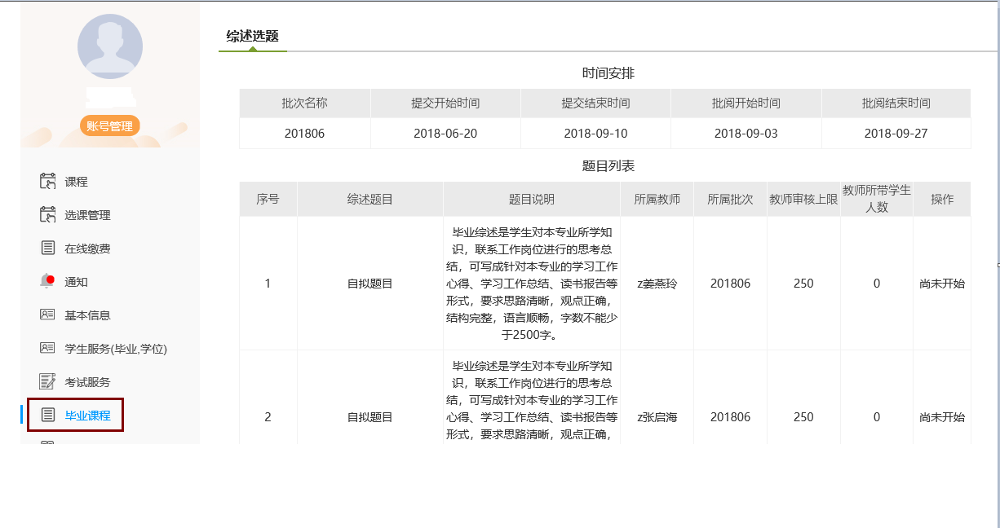 账号管理
课程
选课管理
在线缴费
通知
基本信息
学生服务(毕业,学位)
考试服务
毕业课程
综述选题
时间安排
批次名称 提交开始时间 提交结束时间 批阅开始时间 批阅结束时间
201806 2018-06-20 2018-09-10 2018-09-03 2018-09-27
题目列表
序号 综述题目 题目说明 所属教师 所属批次 教师审核上限 教师所带学生
人数 操作
毕业综述是学生对本专业所学知
识，联系工作岗位进行的思考总
结，可写成针对本专业的学习工作
1 自拟题目 心得、学习工作总结、读书报告等 z姜燕玲 201806 250 0 尚未开始
形式，要求思路清晰，观点正确，
结构完整，语言顺畅，字数不能少
于2500字。
毕业综述是学生对本专业所学知
识，联系工作岗位进行的思考总
结，可写成针对本专业的学习工作
2 自拟题目 心得、学习工作总结、读书报告等 z张启海 201806 250 0 尚未开始
形式，要求思路清晰，观点正确，